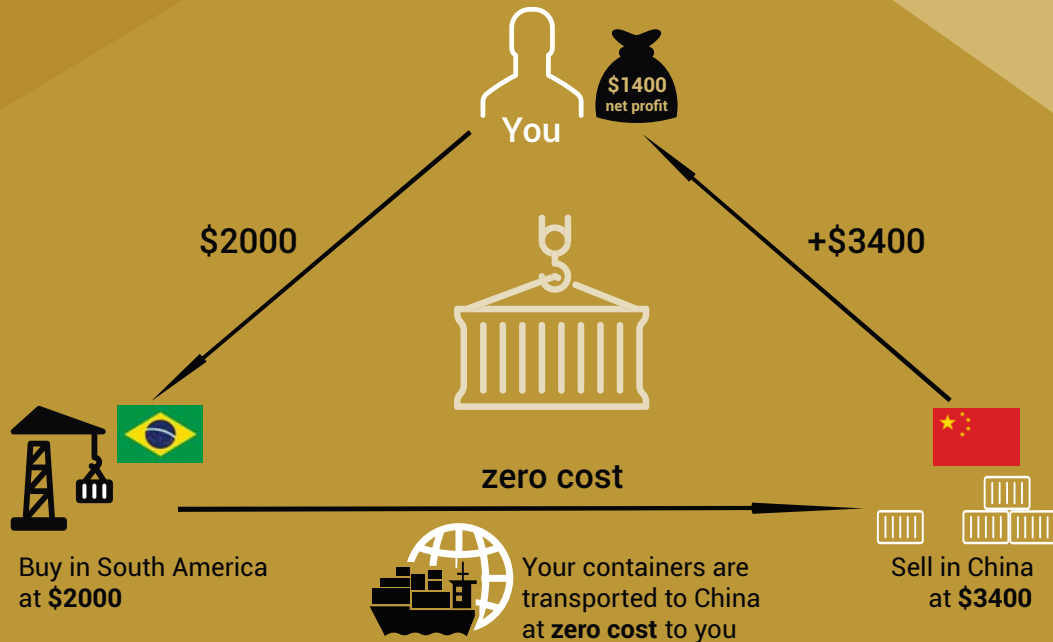 $1400
net profit
You
$2000
+$3400
zero cost
Buy in South America
at $2000
Your containers are
transported to China
at zero cost to you
Sell in China
at $3400